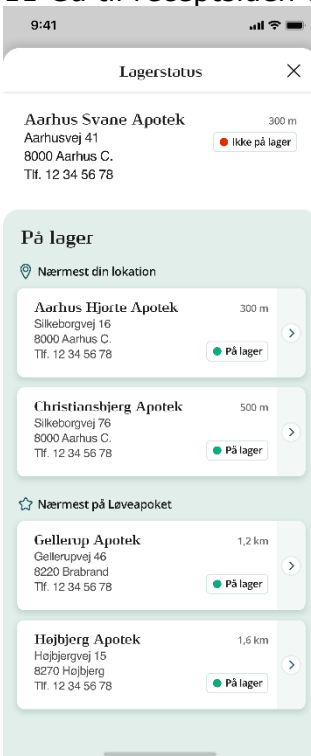 Gå til receptsiden
9:41
Lagerstatus
Aarhus Svane Apotek
300 m
Aarhusvej 41
Ikke på lager
8000 Aarhus C.
Tlf. 12 34 56 78
På lager
Nærmest din lokation
Aarhus Hjorte Apotek
300 m
Silkeborgvej 16
8000 Aarhus C.
Tlf. 12 34 56 78
På lager
Christiansbjerg Apotek
500 m
Silkeborgvej 76
8000 Aarhus C.
Tlf. 12 34 56 78
På lager
Nærmest på Løveapoket
Gellerup Apotek
1,2 km
Gellerupvej 46
8220 Brabrand
Tlf. 12 34 56 78
På lager
Højbjerg Apotek
1,6 km
Højbjergvej 15
8270 Højbjerg
Tlf. 12 34 56 78
På lager